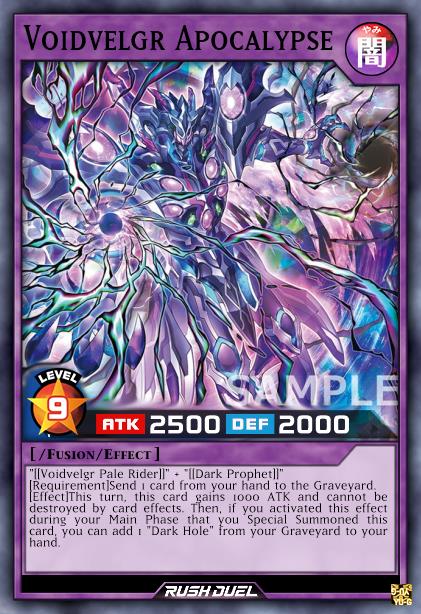 Voidvelgr Apocalypse
やみ
闇
SAMPLE
LEVEL
9
ATK 2500 DEF 2000
[ /Fusion/Effect ]
"[[Voidvelgr Pale Rider]]" + "[[Dark Prophet]]"
[Requirement]Send 1 card from your hand to the Graveyard.
[Effect]This turn, this card gains 1000 ATK and cannot be
destroyed by card effects. Then, if you activated this effect
during your Main Phase that you Special Summoned this
card, you can add 1 "Dark Hole" from your Graveyard to your
hand.
RUSH DUEL